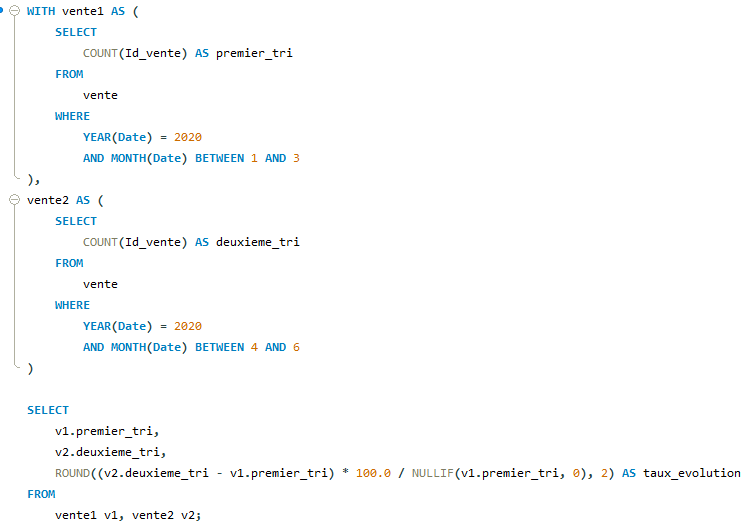 WITH vente1 AS (
    SELECT
        COUNT(Id_vente) AS premier_tri
    FROM
        vente
    WHERE
        YEAR(Date) = 2020
        AND MONTH(Date) BETWEEN 1 AND 3
),
vente2 AS (
    SELECT
        COUNT(Id_vente) AS deuxieme_tri
    FROM
        vente
    WHERE
        YEAR(Date) = 2020
        AND MONTH(Date) BETWEEN 4 AND 6
)
SELECT
    v1.premier_tri,
    v2.deuxieme_tri,
    ROUND((v2.deuxieme_tri - v1.premier_tri) * 100.0 / NULLIF(v1.premier_tri, 0), 2) AS taux_evolution
FROM
    vente1 v1, vente2 v2;